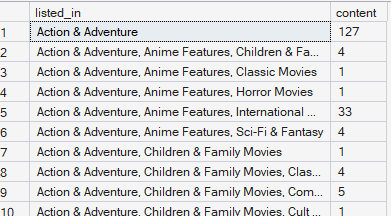 listed_in content
1 Action & Adventure 127
2 Action & Adventure, Anime Features, Children & Fa... 4
3 Action & Adventure, Anime Features, Classic Movies 1
4 Action & Adventure, Anime Features, Horror Movies 1
5 Action & Adventure, Anime Features, International ... 33
6 Action & Adventure, Anime Features, Sci-Fi & Fantasy 4
7 Action & Adventure, Children & Family Movies 1
8 Action & Adventure, Children & Family Movies, Clas... 4
9 Action & Adventure, Children & Family Movies, Com... 5
10 Action & Adventure, Children & Family Movies, Cult ... 1